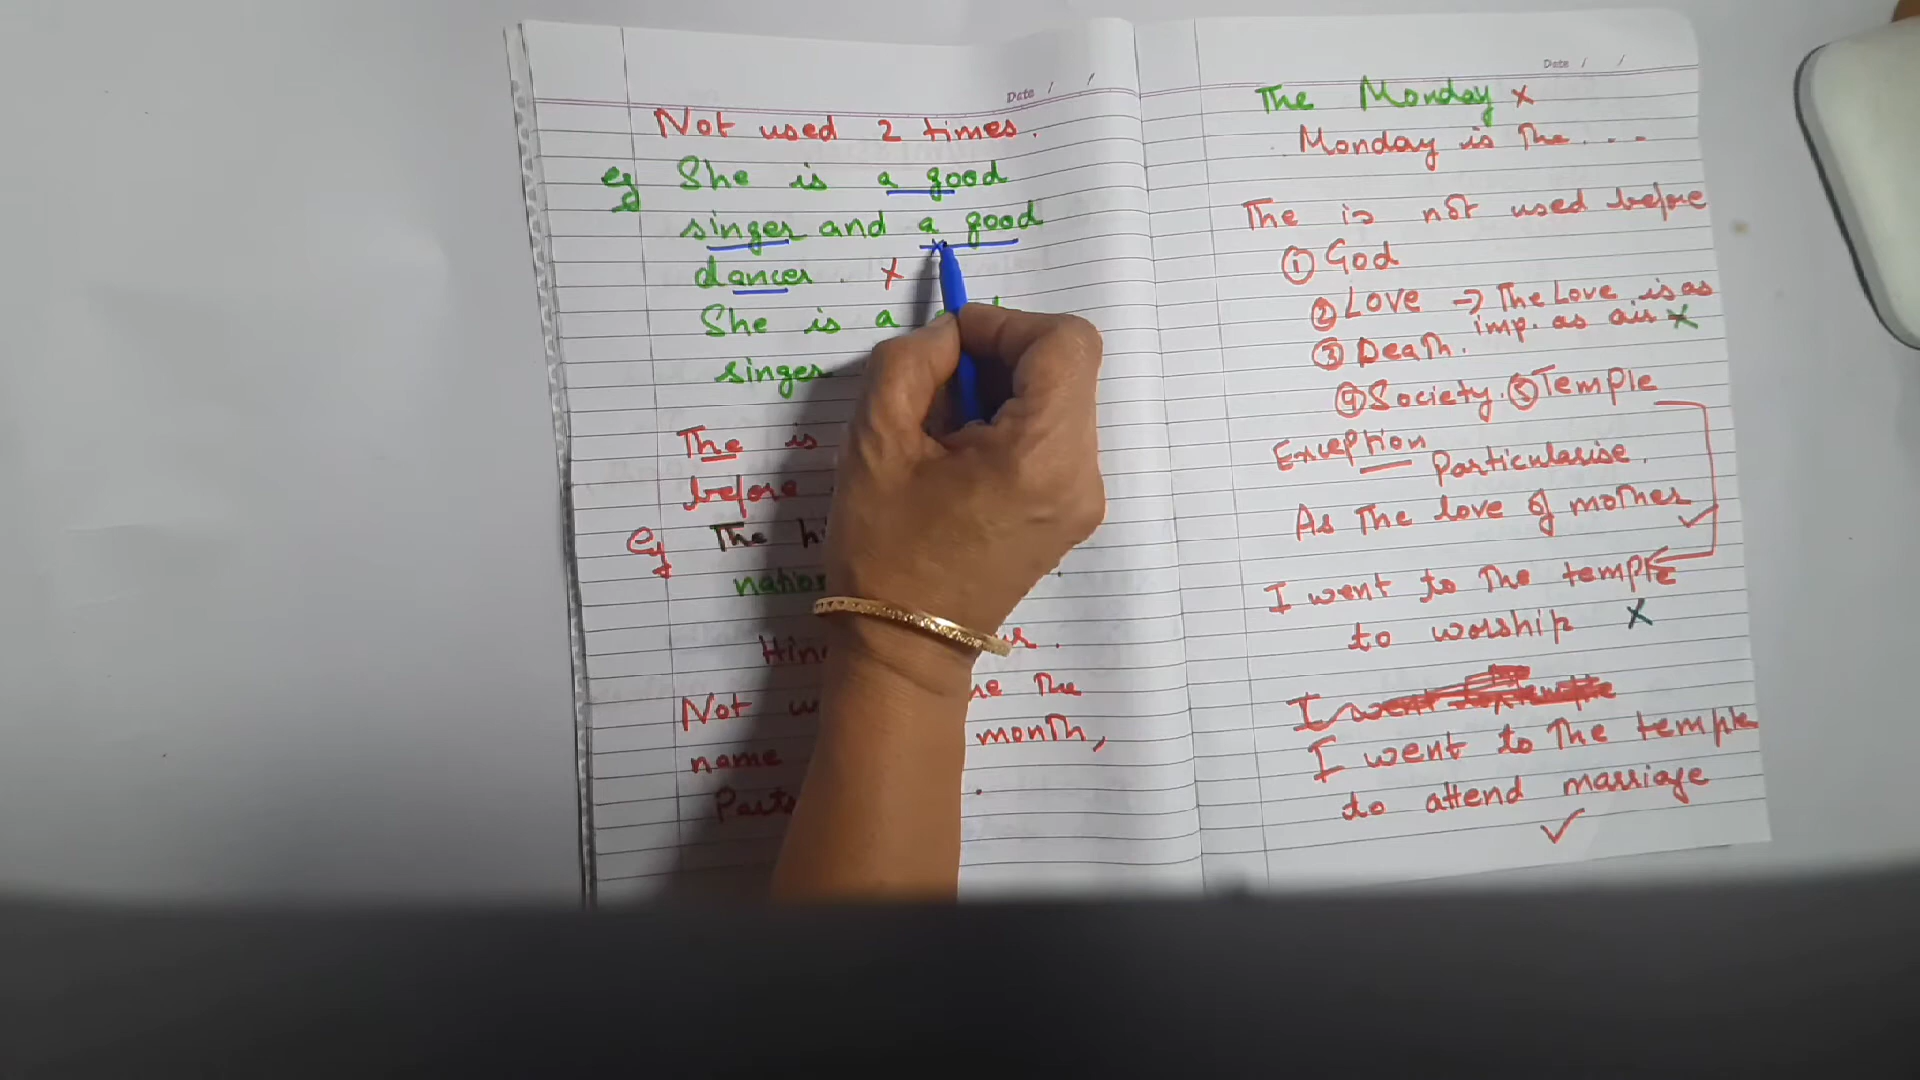 Date / /
Not used 2 times.
eg She is a good
singer and a good
dancer . x
She is a
singer
The is
before
eg The
nation
Not
the
name month,
Date / /
The Monday x
Monday is The ...
The is not used before
① God
② Love → The Love is as
imp. as air x
③ Death.
④ Society. ⑤ Temple
Exception
Particularise.
As The love of mother ✓
I went to The temple
to worship x
I
I went to The temple
to attend marriage
✓